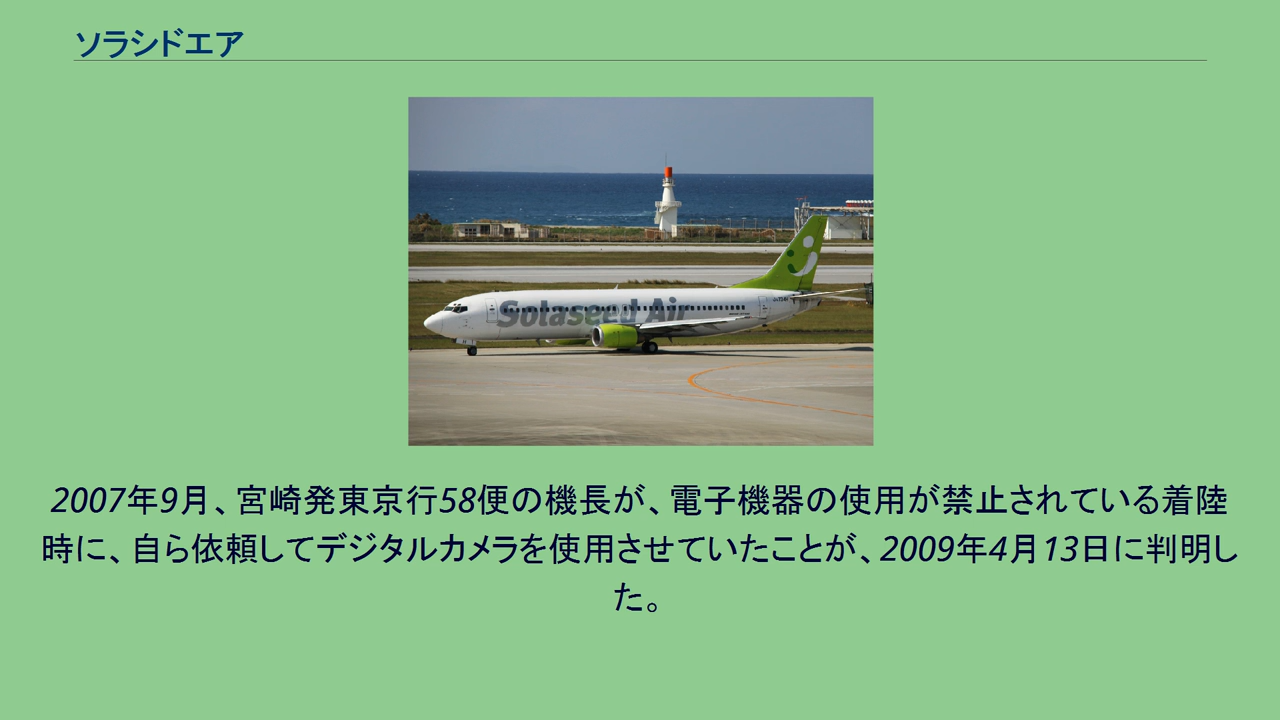 ソラシドエア
Solaseed Air
2007年9月、宮崎発東京行58便の機長が、電子機器の使用が禁止されている着陸
時に、自ら依頼してデジタルカメラを使用させていたことが、2009年4月13日に判明し
た。